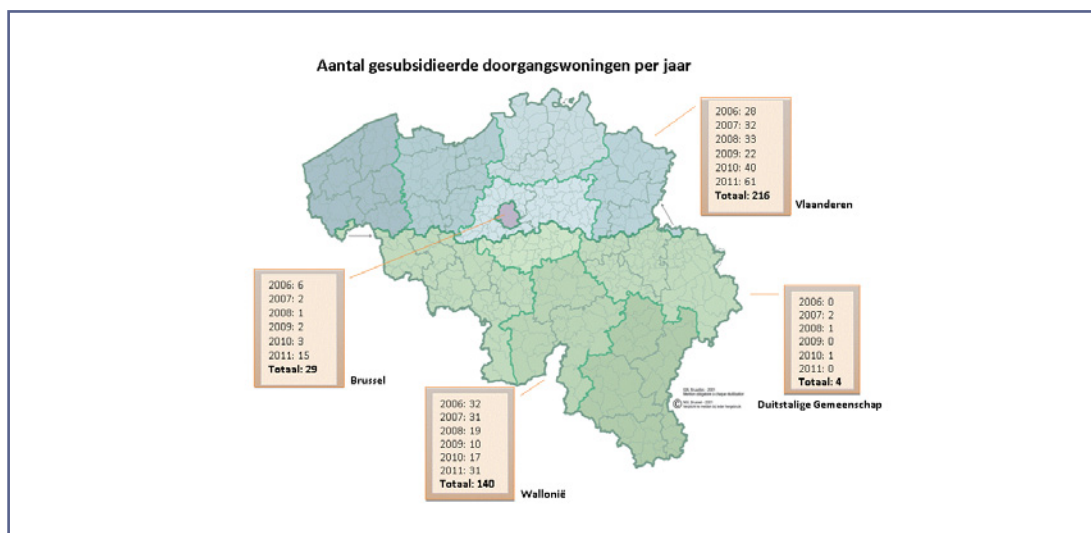 Aantal gesubsidieerde doorgangswoningen per jaar
2006: 28
2007: 32
2008: 33
2009: 22
2010: 40
2011: 61
Totaal: 216
Vlaanderen
2006: 6
2007: 2
2008: 1
2009: 2
2010: 3
2011: 15
Totaal: 29
Brussel
2006: 0
2007: 2
2008: 1
2009: 0
2010: 1
2011: 0
Totaal: 4
Duitstalige Gemeenschap
2006: 32
2007: 31
2008: 19
2009: 10
2010: 17
2011: 31
Totaal: 140
Wallonië
©